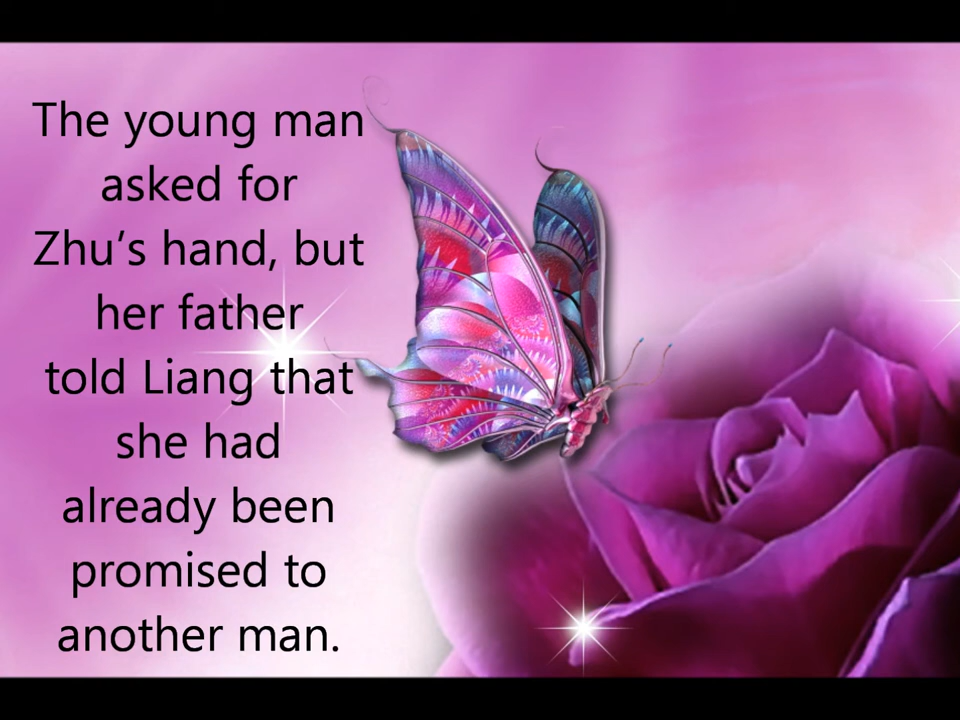 The young man
asked for
Zhu’s hand, but
her father
told Liang that
she had
already been
promised to
another man.